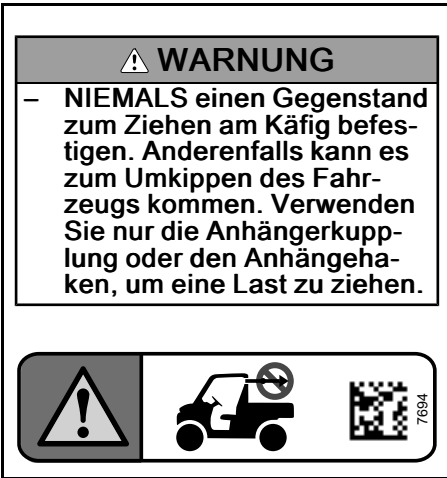 WARNUNG
– NIEMALS einen Gegenstand
zum Ziehen am Käfig befes-
tigen. Anderenfalls kann es
zum Umkippen des Fahr-
zeugs kommen. Verwenden
Sie nur die Anhängerkupp-
lung oder den Anhängeha-
ken, um eine Last zu ziehen.
7694